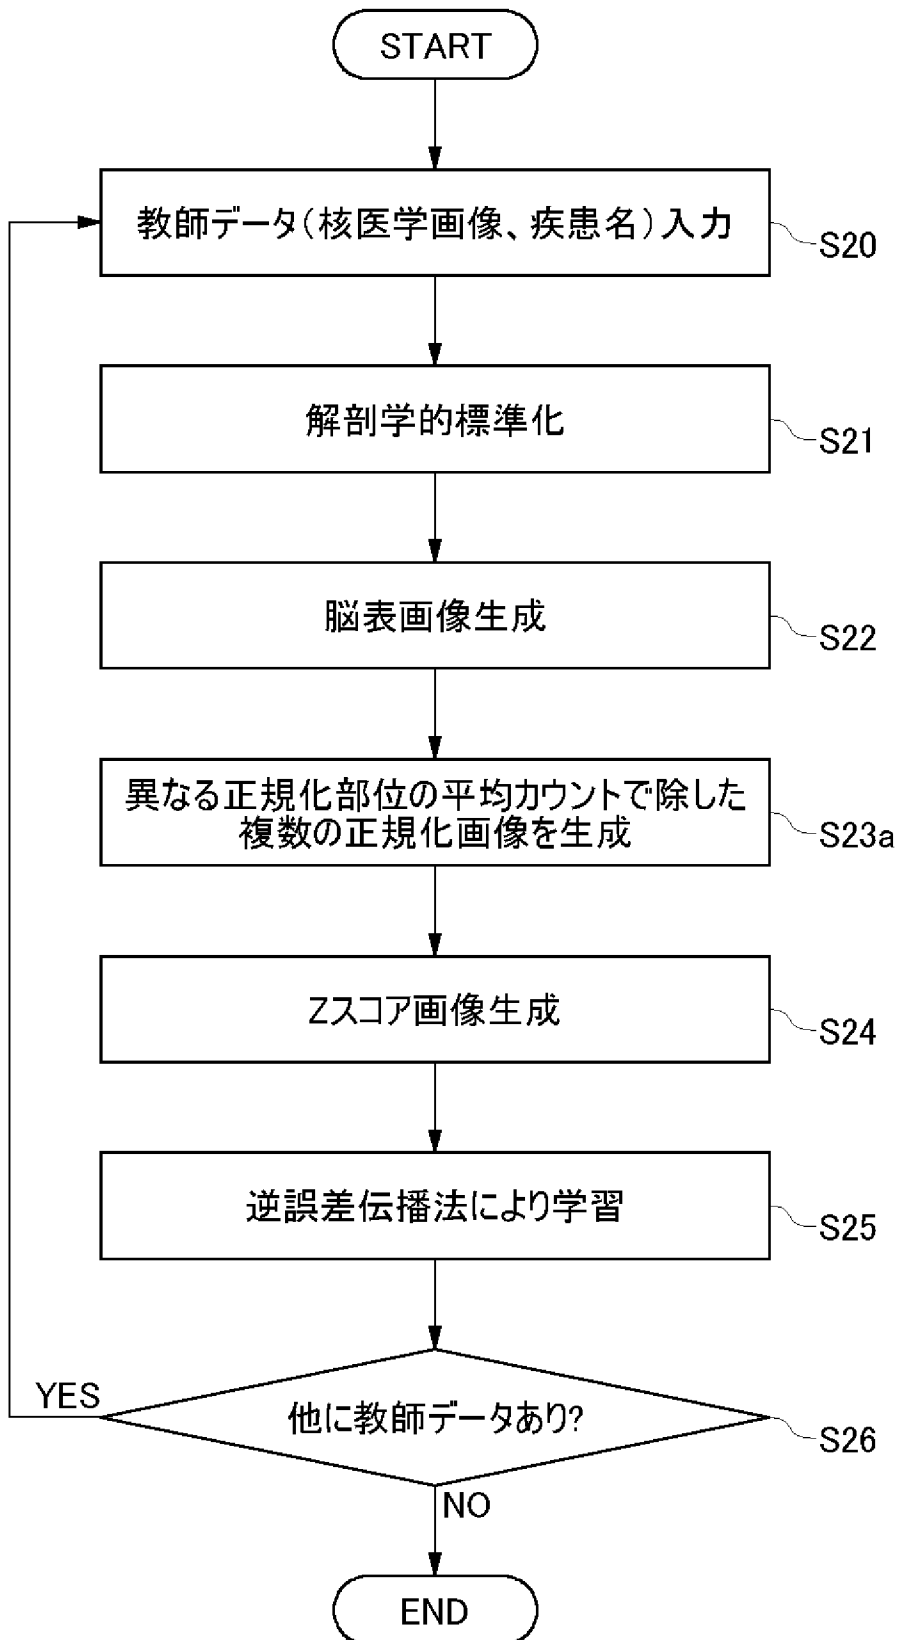 START
教師データ(核医学画像、疾患名)入力
S20
解剖学的標準化
S21
脳表画像生成
S22
異なる正規化部位の平均カウントで除した
複数の正規化画像を生成
S23a
Zスコア画像生成
S24
逆誤差伝播法により学習
S25
YES
他に教師データあり?
S26
NO
END